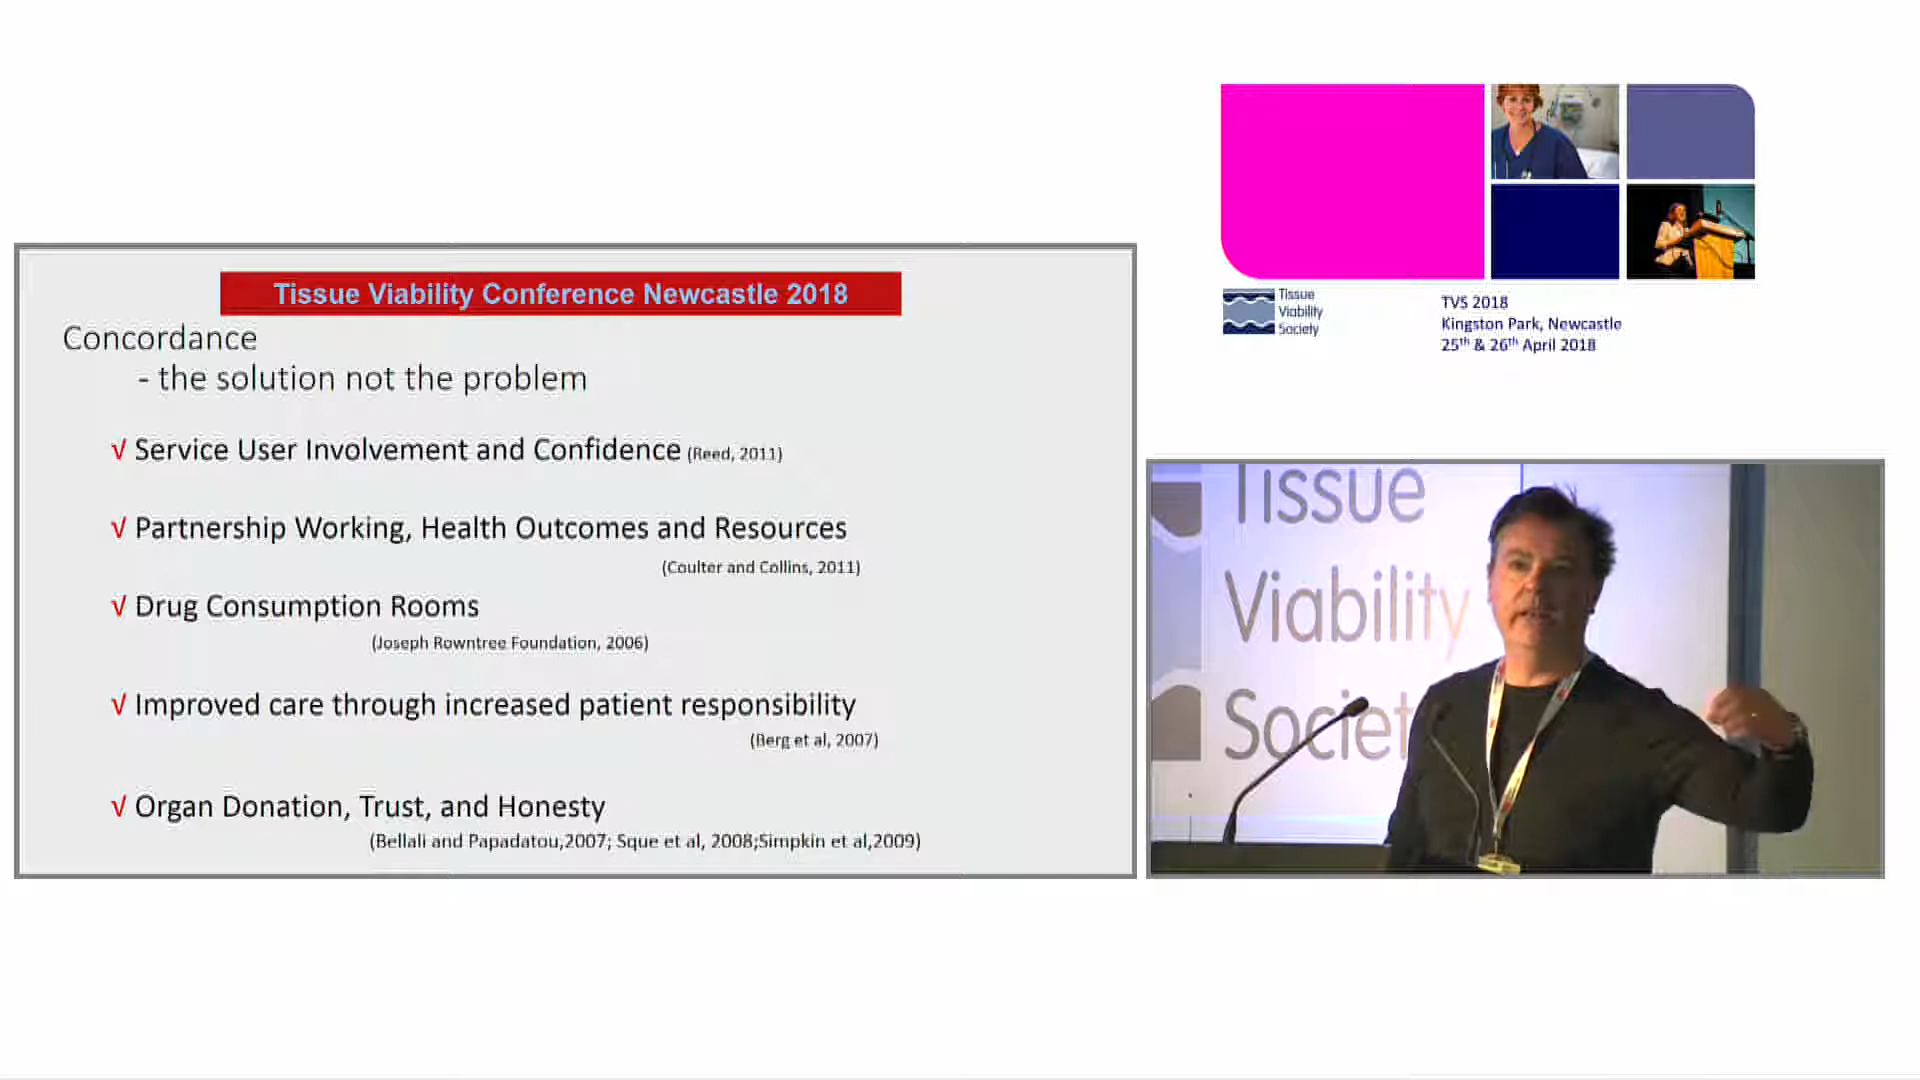 Tissue Viability Conference Newcastle 2018
Concordance
- the solution not the problem
√ Service User Involvement and Confidence (Reed, 2011)
√ Partnership Working, Health Outcomes and Resources
(Coulter and Collins, 2011)
√ Drug Consumption Rooms
(Joseph Rowntree Foundation, 2006)
√ Improved care through increased patient responsibility
(Berg et al, 2007)
√ Organ Donation, Trust, and Honesty
(Bellali and Papadatou,2007; Sque et al, 2008;Simpkin et al,2009)
Tissue
Viability
Society
TVS 2018
Kingston Park, Newcastle
25th & 26th April 2018
Tissue
Viability
Societ